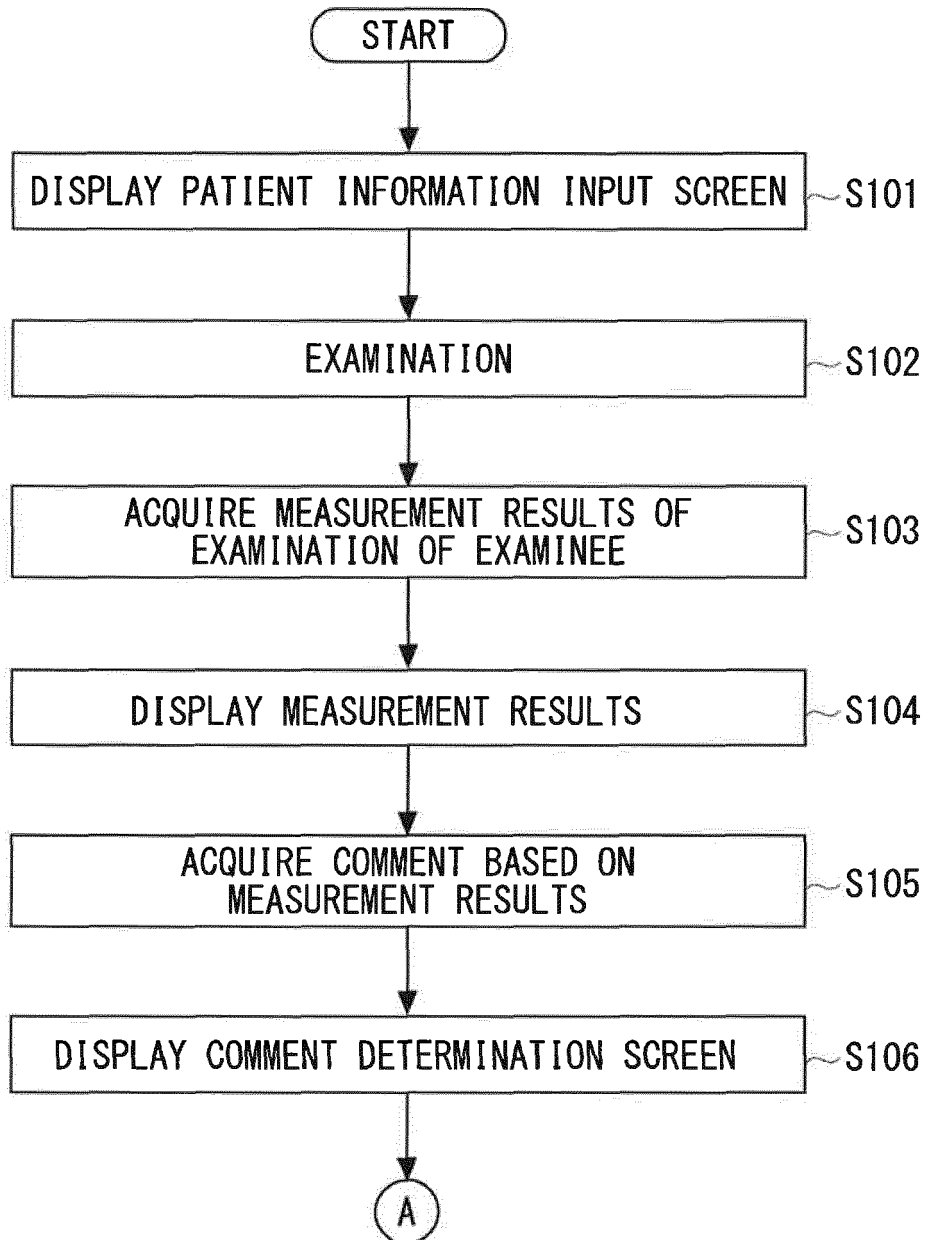 START
DISPLAY PATIENT INFORMATION INPUT SCREEN
S101
EXAMINATION
S102
ACQUIRE MEASUREMENT RESULTS OF
EXAMINATION OF EXAMINEE
S103
DISPLAY MEASUREMENT RESULTS
S104
ACQUIRE COMMENT BASED ON
MEASUREMENT RESULTS
S105
DISPLAY COMMENT DETERMINATION SCREEN
S106
A